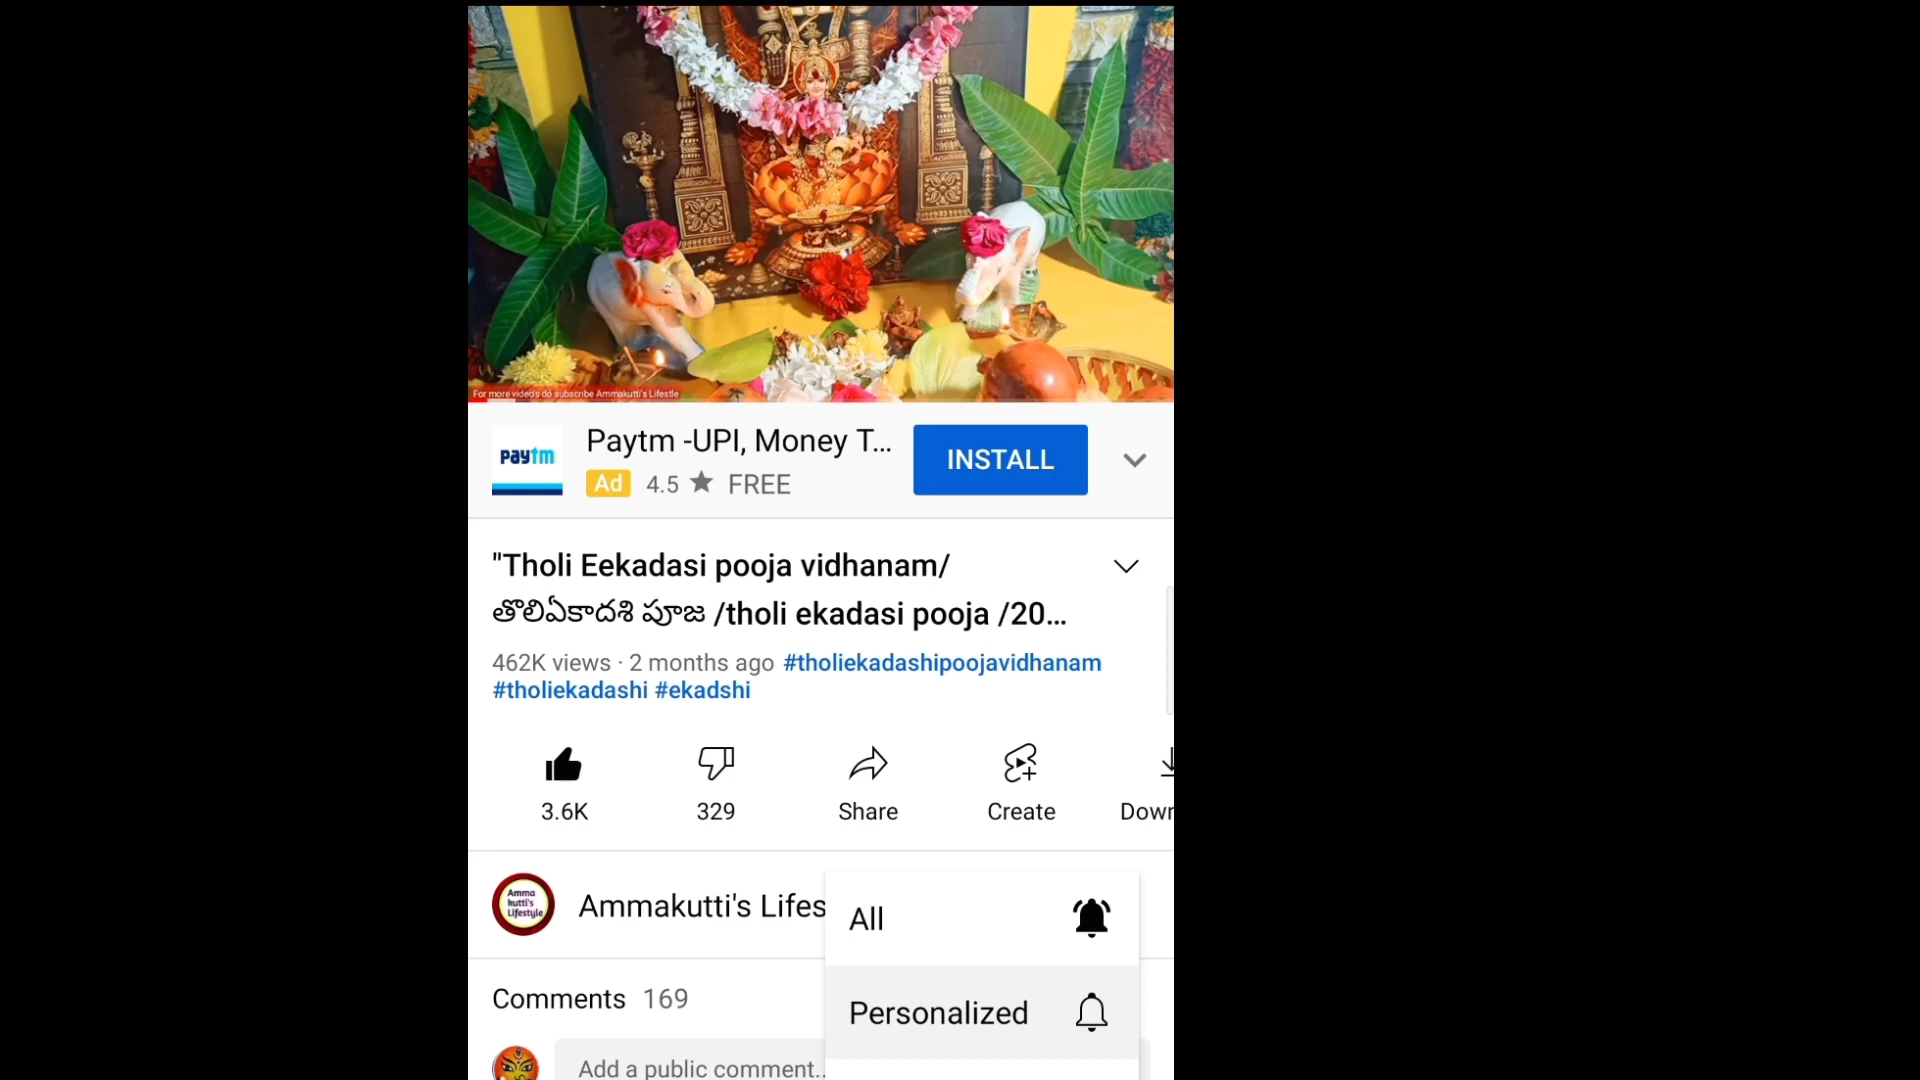 For more video's do subscribe Ammakutti's Lifestle
paytm
Paytm -UPI, Money T...
INSTALL
Ad 4.5 ★ FREE
"Tholi Eekadasi pooja vidhanam/
తొలిఏకాదశి పూజ /tholi ekadasi pooja /20...
462K views · 2 months ago #tholiekadashipoojavidhanam
#tholiekadashi #ekadshi
3.6K 329 Share Create Down
Amma
kutti's
Lifestyle
Ammakutti's Lifes
All
Comments 169
Personalized
Add a public comment..